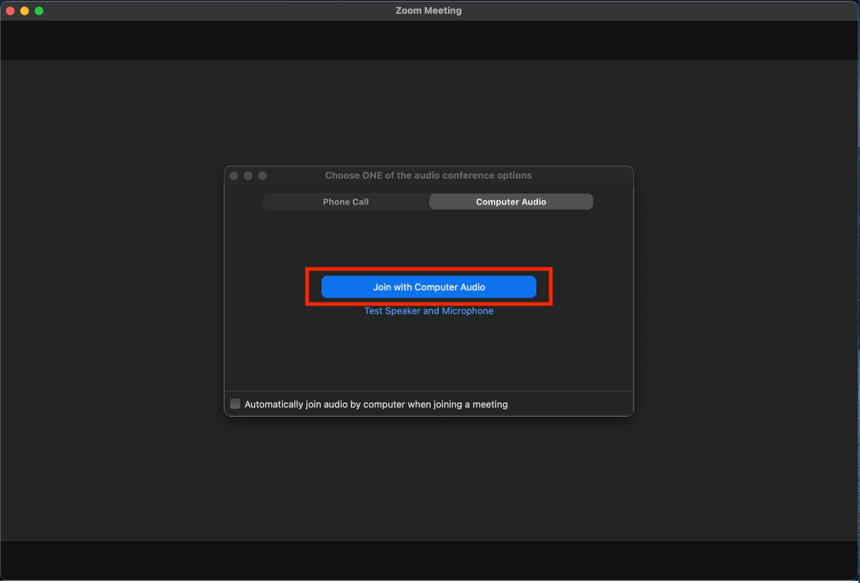 Zoom Meeting
Choose ONE of the audio conference options
Phone Call
Computer Audio
Join with Computer Audio
Test Speaker and Microphone
Automatically join audio by computer when joining a meeting